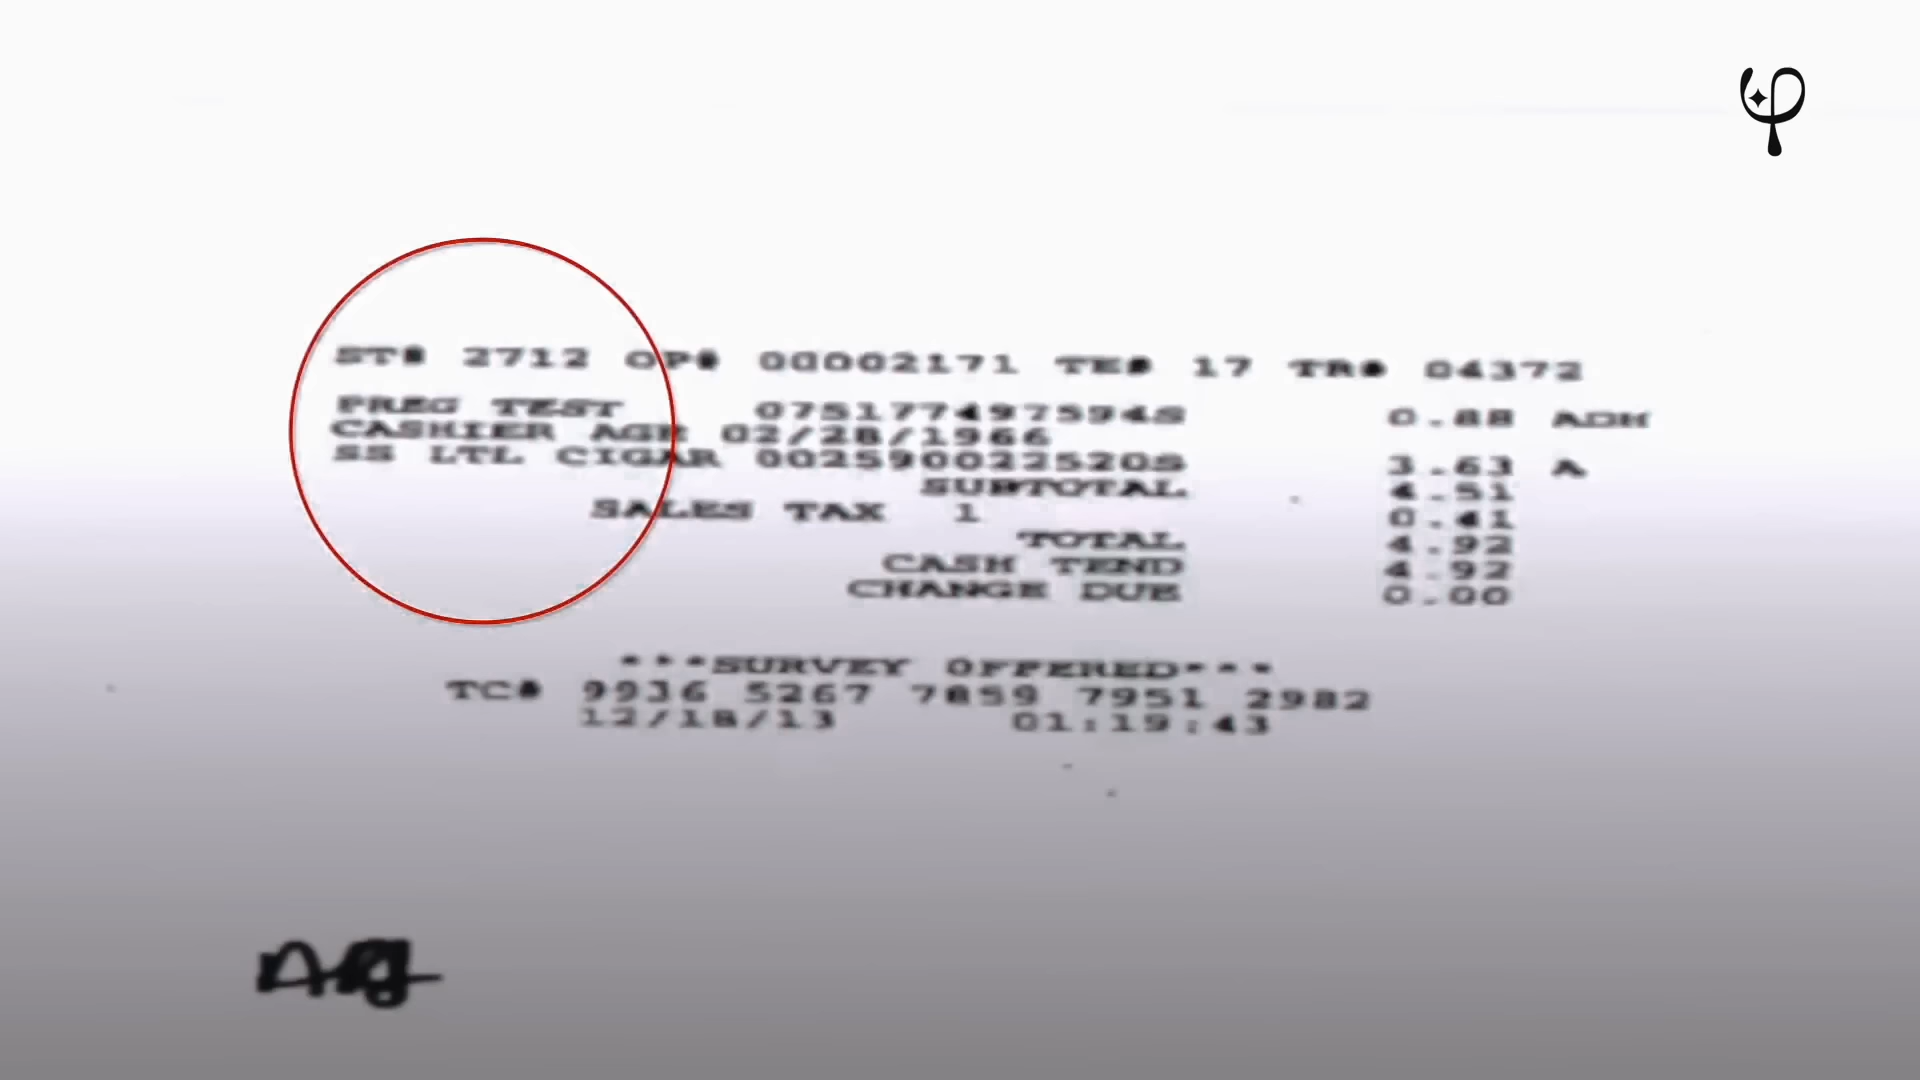 ST# 2712 OP# 00002171 TE# 17 TR# 04372
PREG TEST 075177497594S 0.88 ADH
CASHIER AGE 02/28/1966
SS LTL CIGAR 002590022520S 3.63 A
SUBTOTAL 4.51
SALES TAX 1 0.41
TOTAL 4.92
CASH TEND 4.92
CHANGE DUE 0.00
***SURVEY OFFERED***
TC# 9936 5267 7859 7951 2982
12/18/13 01:19:43